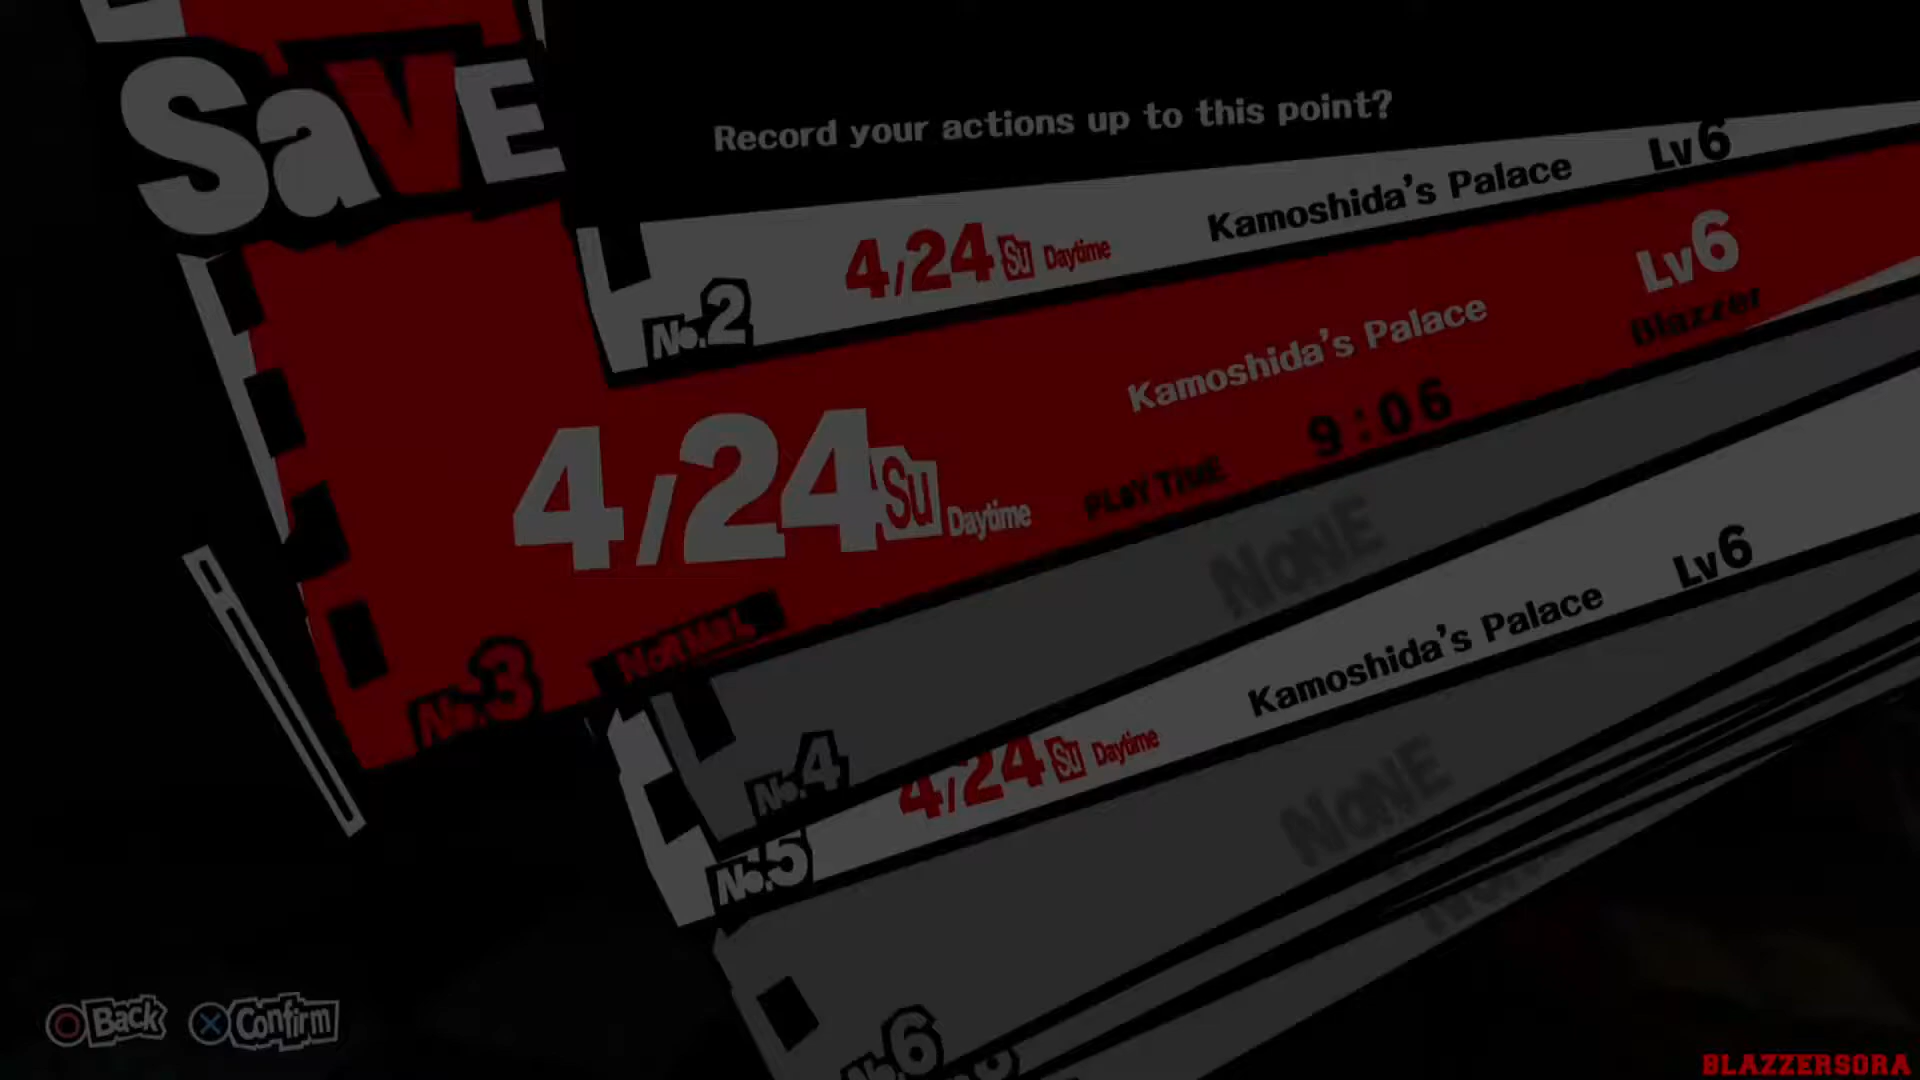 SaVE
Record your actions up to this point?
No.2 4/24 Su Daytime Kamoshida's Palace Lv6
4/24 Su Daytime Kamoshida's Palace Lv6
Blazzer
PLaY TiME 9:06
No.3 NoRMaL
No.4 NoNE
No.5 4/24 Su Daytime Kamoshida's Palace Lv6
No.6 NoNE
Back Confirm
BLAZZERSORA